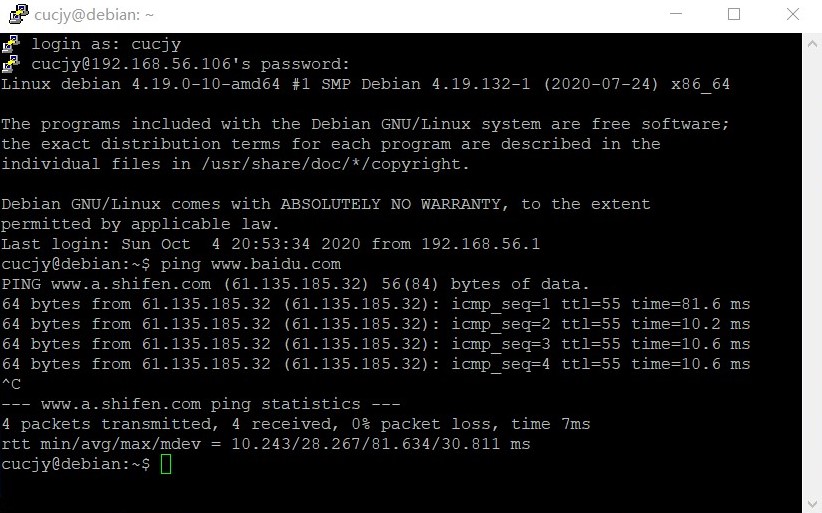 cucjy@debian: ~
login as: cucjy
cucjy@192.168.56.106's password:
Linux debian 4.19.0-10-amd64 #1 SMP Debian 4.19.132-1 (2020-07-24) x86_64
The programs included with the Debian GNU/Linux system are free software;
the exact distribution terms for each program are described in the
individual files in /usr/share/doc/*/copyright.
Debian GNU/Linux comes with ABSOLUTELY NO WARRANTY, to the extent
permitted by applicable law.
Last login: Sun Oct  4 20:53:34 2020 from 192.168.56.1
cucjy@debian:~$ ping www.baidu.com
PING www.a.shifen.com (61.135.185.32) 56(84) bytes of data.
64 bytes from 61.135.185.32 (61.135.185.32): icmp_seq=1 ttl=55 time=81.6 ms
64 bytes from 61.135.185.32 (61.135.185.32): icmp_seq=2 ttl=55 time=10.2 ms
64 bytes from 61.135.185.32 (61.135.185.32): icmp_seq=3 ttl=55 time=10.6 ms
64 bytes from 61.135.185.32 (61.135.185.32): icmp_seq=4 ttl=55 time=10.6 ms
^C
--- www.a.shifen.com ping statistics ---
4 packets transmitted, 4 received, 0% packet loss, time 7ms
rtt min/avg/max/mdev = 10.243/28.267/81.634/30.811 ms
cucjy@debian:~$